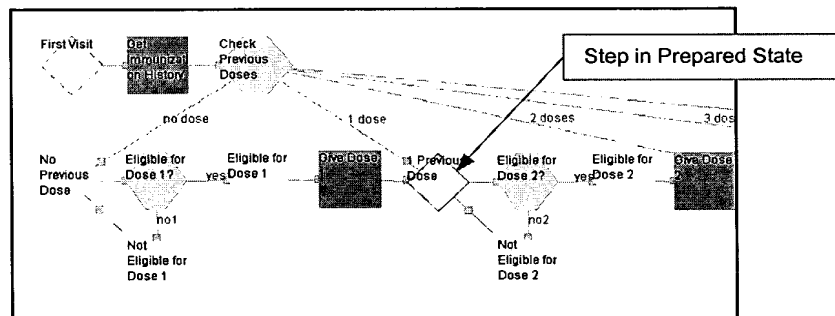 First Visit
Get
Immunizati
on History
Check
Previous
Doses
Step in Prepared State
no dose
1 dose
2 doses
3 dos
No
Previous
Dose
Eligible for
Dose 1?
yes
Eligible for
Dose 1
Give Dose
1 Previous
Dose
Eligible for
Dose 2?
yes
Eligible for
Dose 2
Give Dose
no1
no2
Not
Eligible for
Dose 1
Not
Eligible for
Dose 2